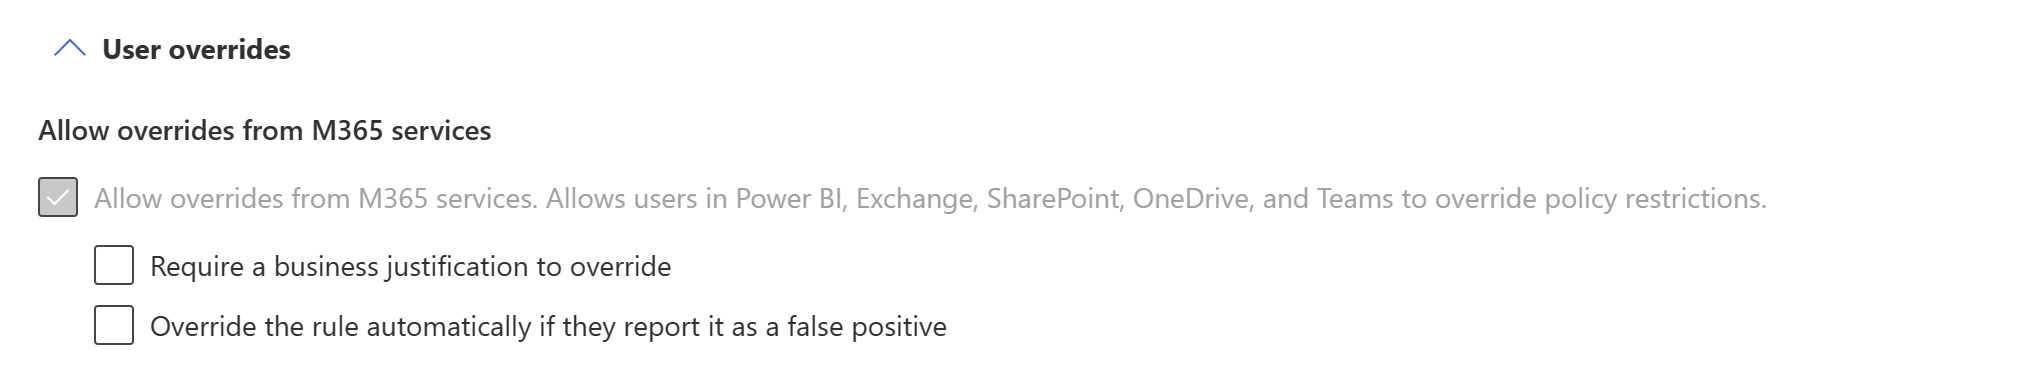 User overrides
Allow overrides from M365 services
Allow overrides from M365 services. Allows users in Power BI, Exchange, SharePoint, OneDrive, and Teams to override policy restrictions.
Require a business justification to override
Override the rule automatically if they report it as a false positive